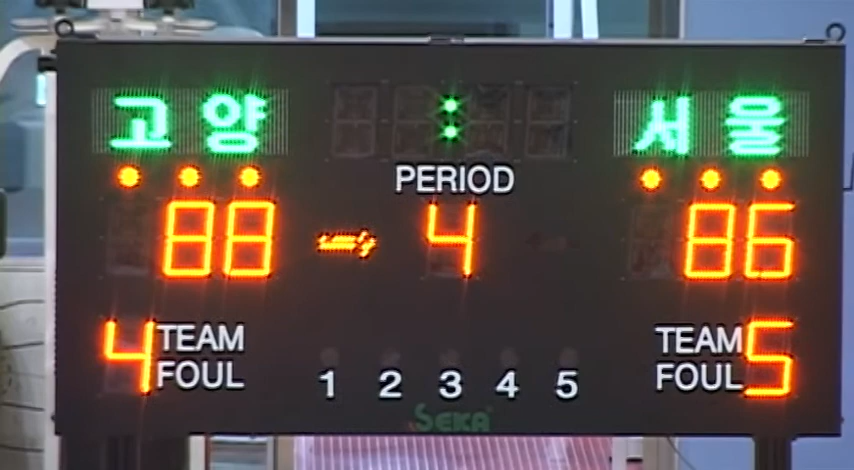 고양 : 서울
PERIOD
88 4 86
4 TEAM FOUL 1 2 3 4 5 TEAM FOUL 5
SEKA